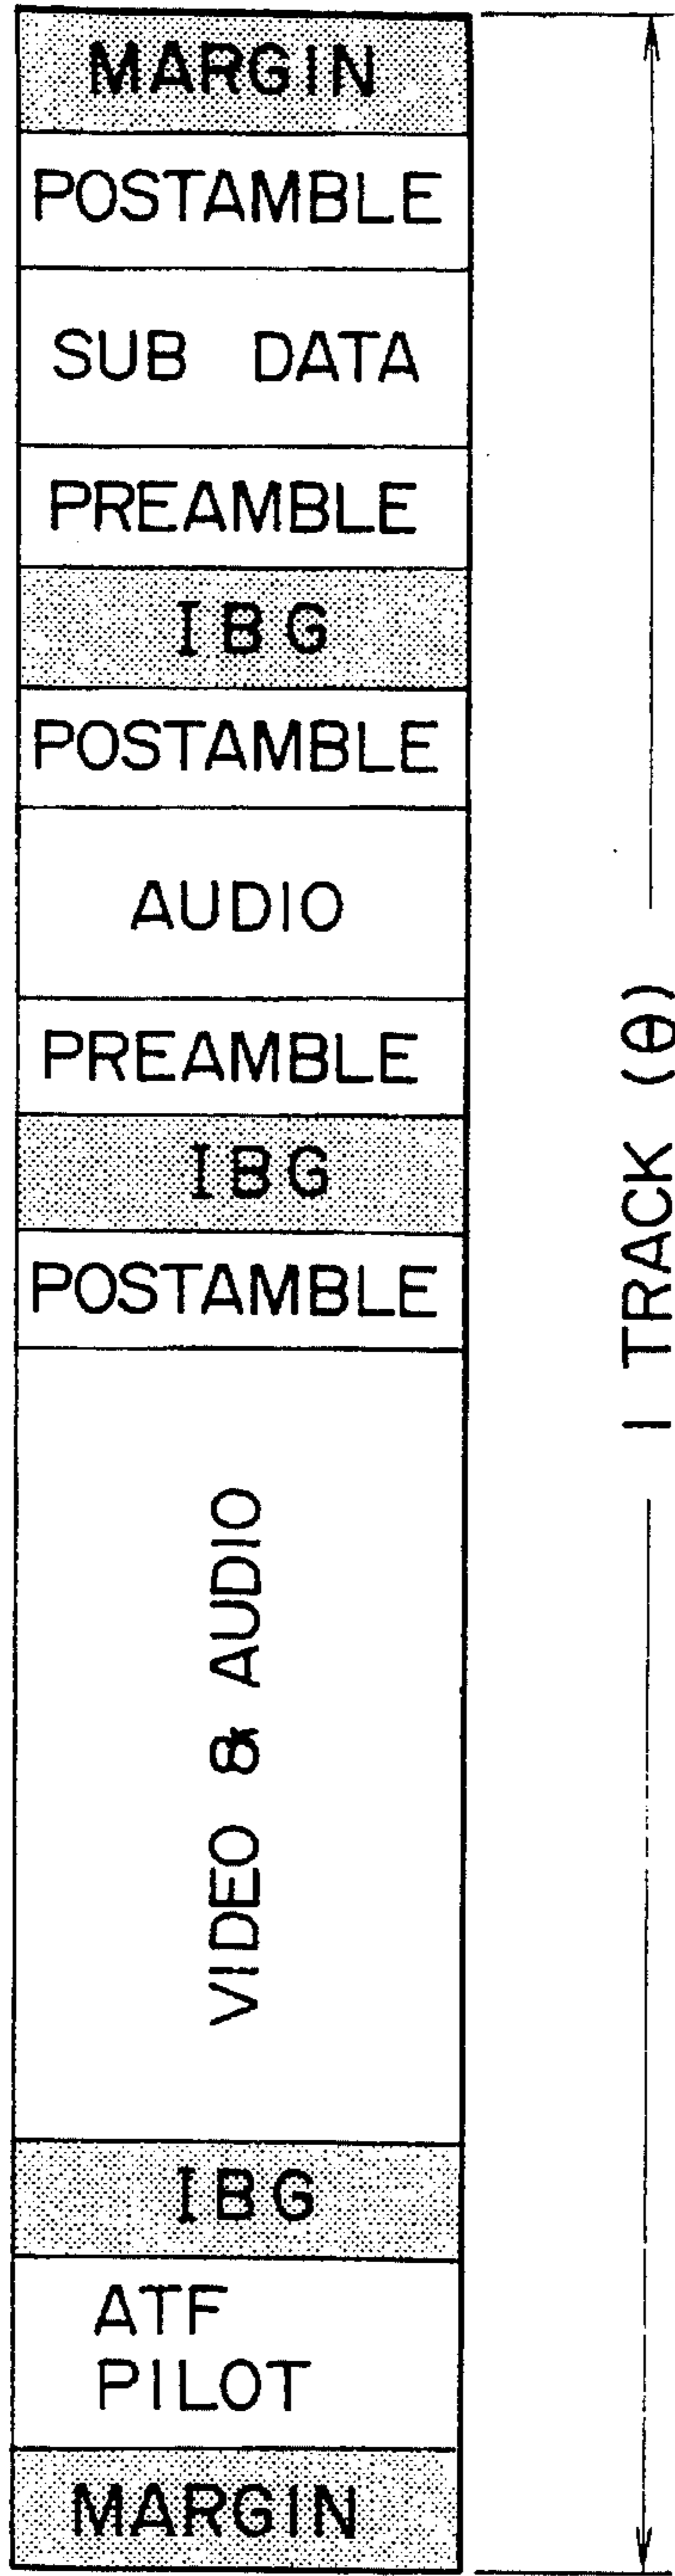 MARGIN
POSTAMBLE
SUB DATA
PREAMBLE
IBG
POSTAMBLE
AUDIO
PREAMBLE
IBG
POSTAMBLE
VIDEO & AUDIO
IBG
ATF
PILOT
MARGIN
1 TRACK (θ)